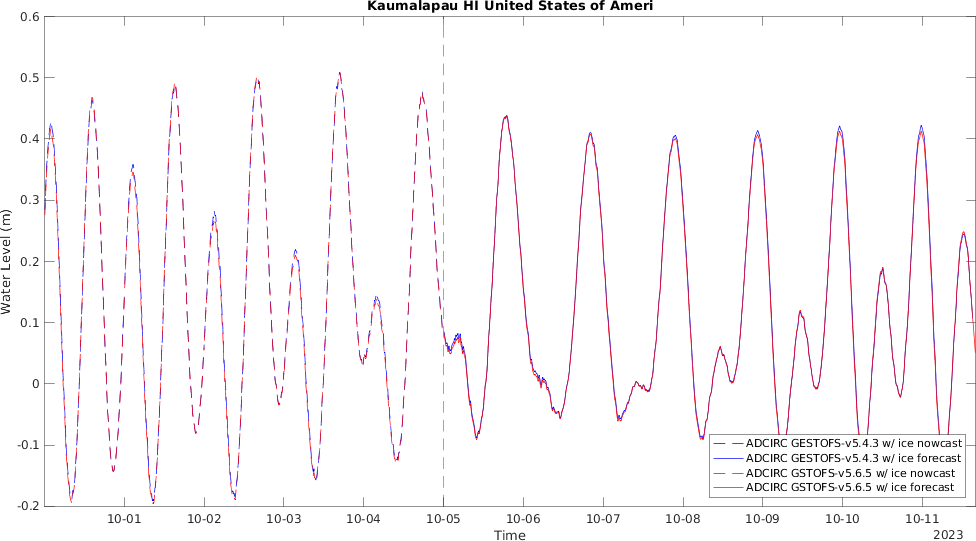 Kaumalapau HI United States of Ameri
0.6
0.5
0.4
0.3
0.2
0.1
0
-0.1
-0.2
Water Level (m)
ADCIRC GESTOFS-v5.4.3 w/ ice nowcast
ADCIRC GESTOFS-v5.4.3 w/ ice forecast
ADCIRC GSTOFS-v5.6.5 w/ ice nowcast
ADCIRC GSTOFS-v5.6.5 w/ ice forecast
10-01 10-02 10-03 10-04 10-05 10-06 10-07 10-08 10-09 10-10 10-11
Time
2023